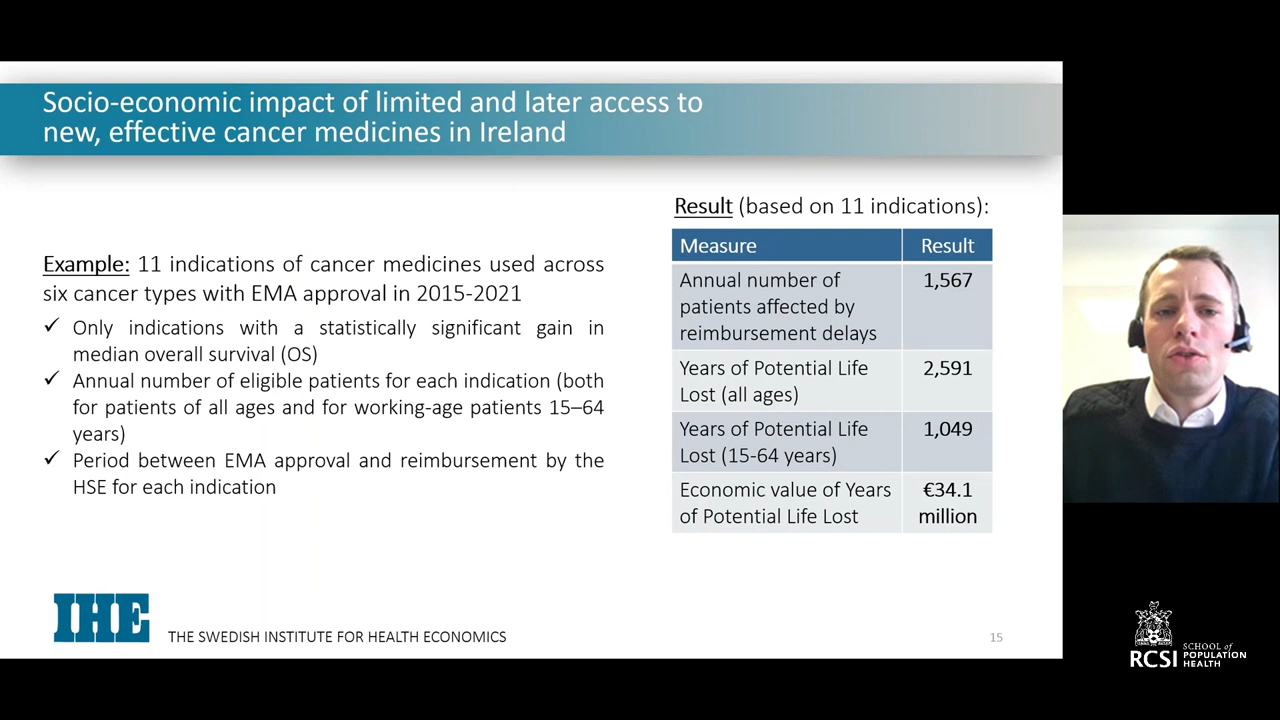 Socio-economic impact of limited and later access to
new, effective cancer medicines in Ireland
Example: 11 indications of cancer medicines used across
six cancer types with EMA approval in 2015-2021
✓ Only indications with a statistically significant gain in
median overall survival (OS)
✓ Annual number of eligible patients for each indication (both
for patients of all ages and for working-age patients 15–64
years)
✓ Period between EMA approval and reimbursement by the
HSE for each indication
Result (based on 11 indications):
Measure Result
Annual number of 1,567
patients affected by
reimbursement delays
Years of Potential Life 2,591
Lost (all ages)
Years of Potential Life 1,049
Lost (15-64 years)
Economic value of Years €34.1
of Potential Life Lost million
IHE
THE SWEDISH INSTITUTE FOR HEALTH ECONOMICS
15
RCSI
SCHOOL of
POPULATION
HEALTH